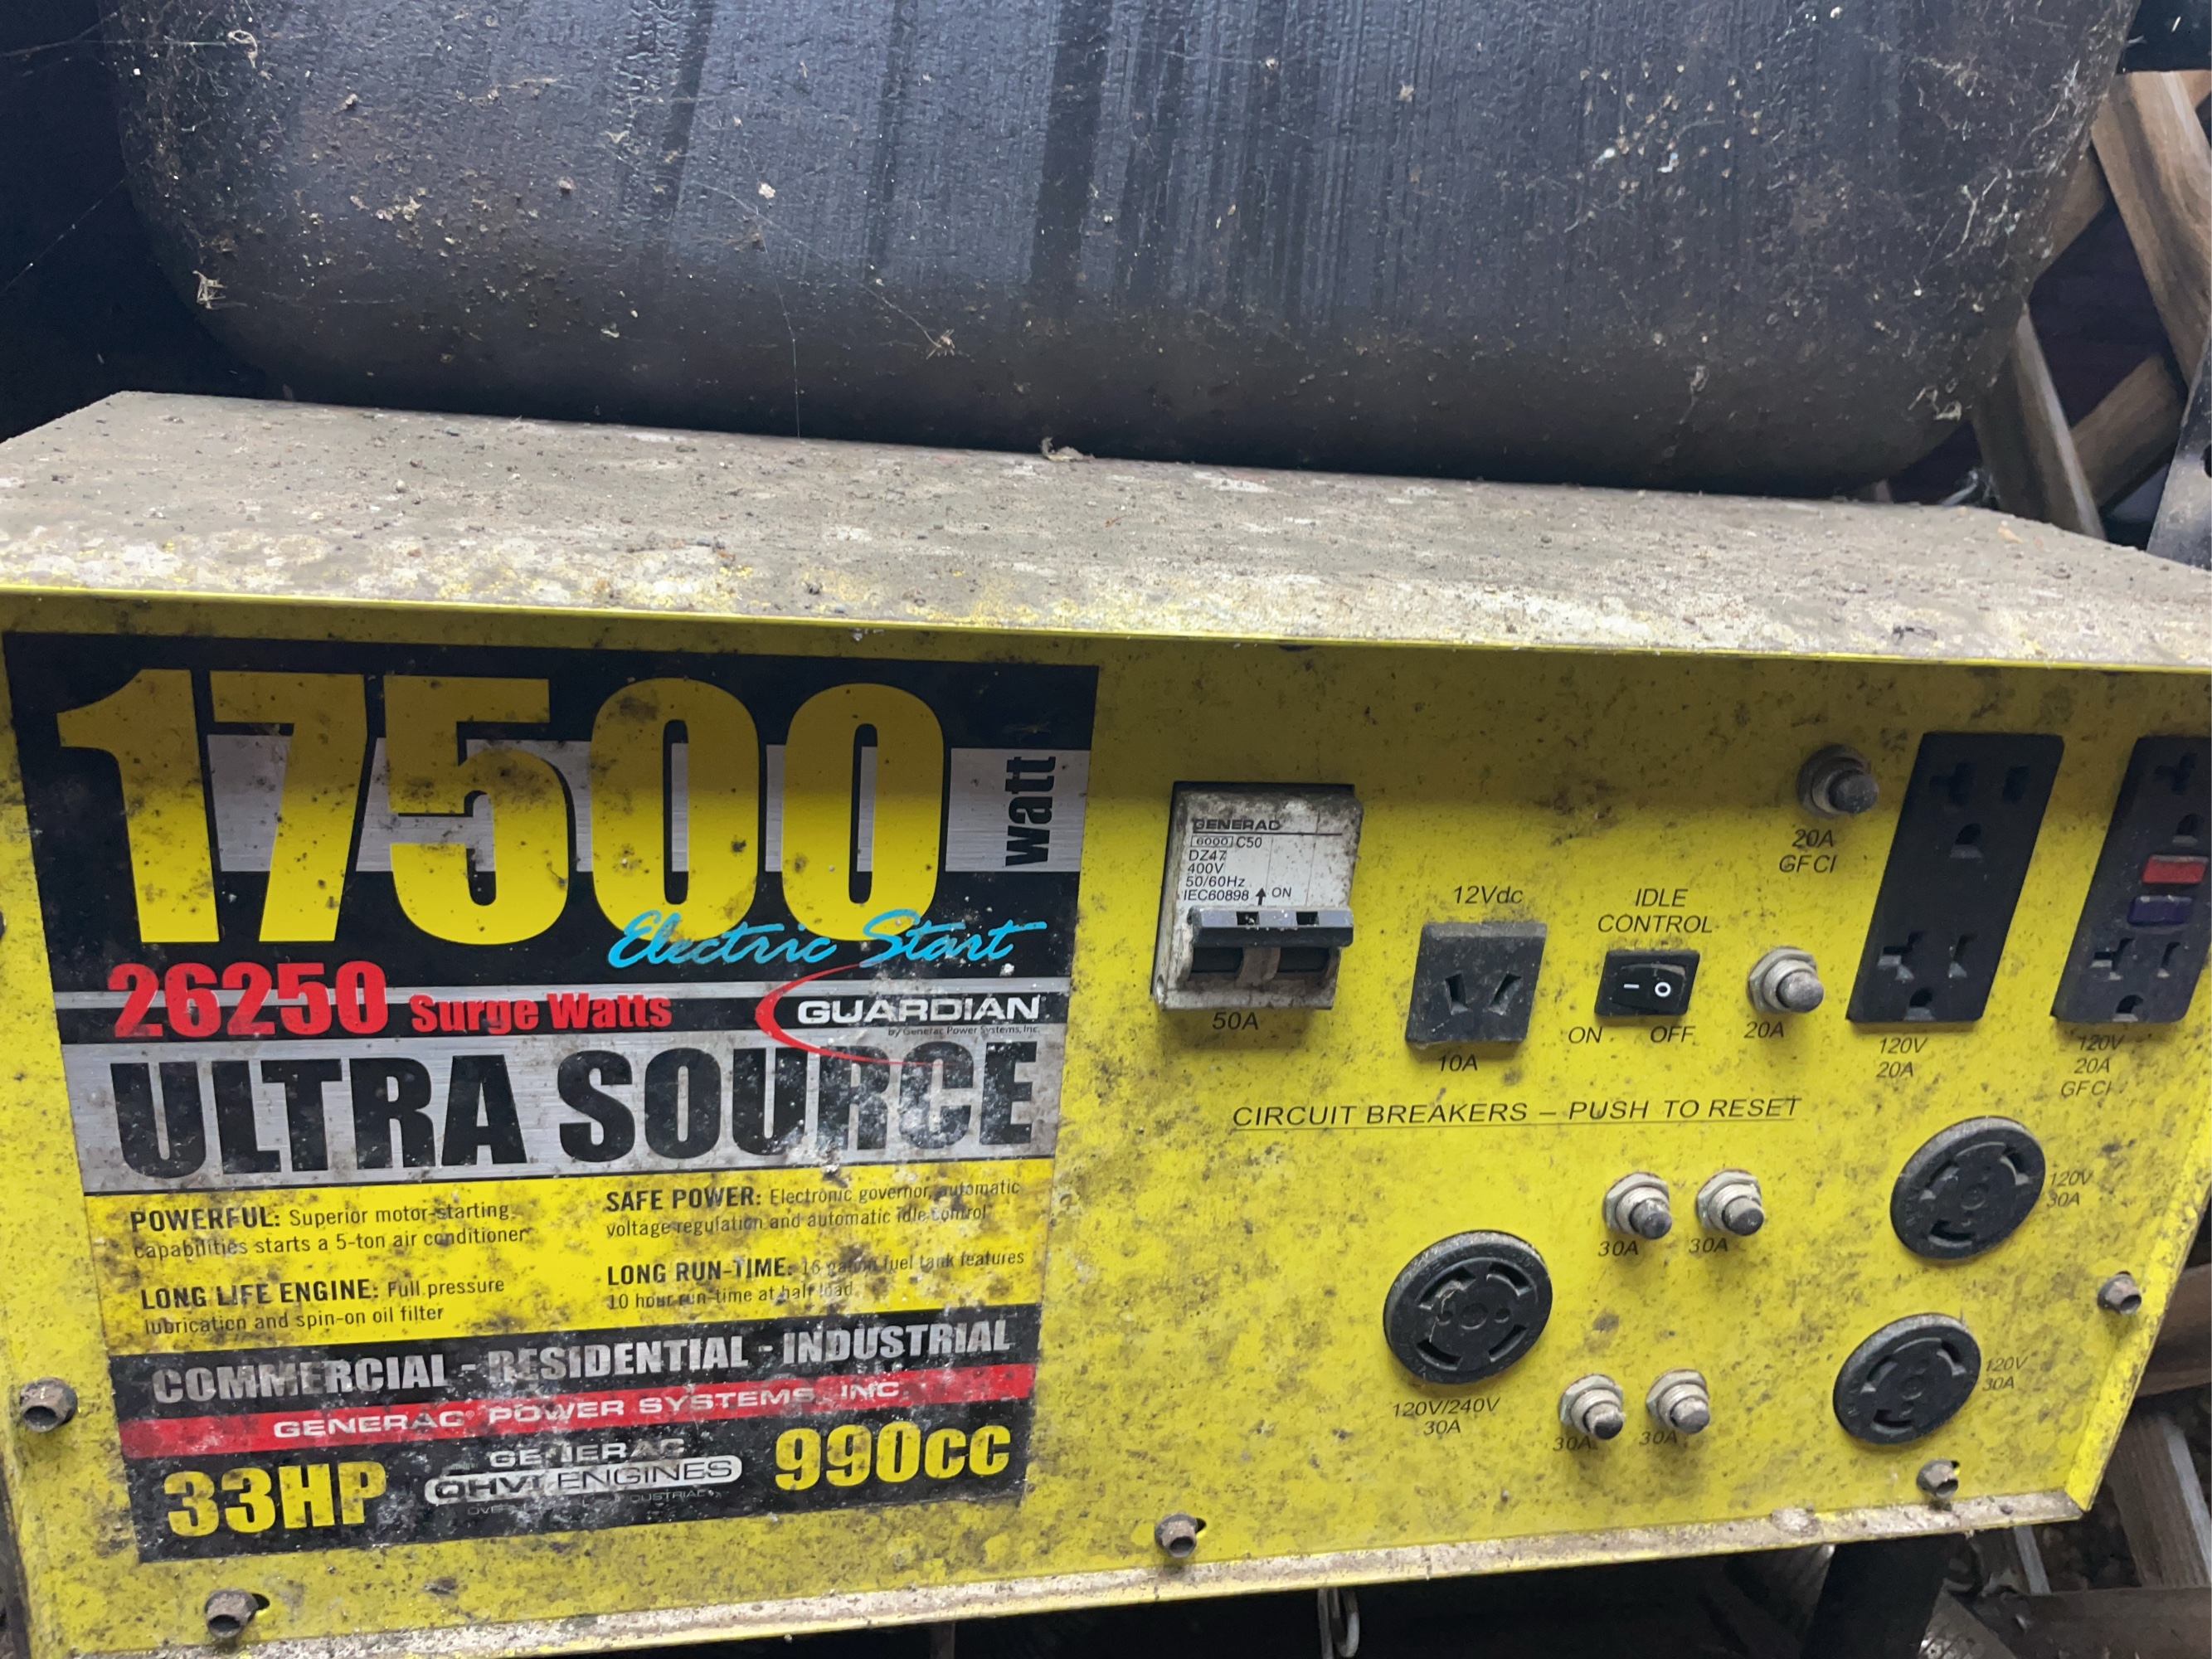 17500 watt
Electric Start
26250 Surge Watts
GUARDIAN
by Generac Power Systems, Inc.
ULTRA SOURCE
POWERFUL: Superior motor-starting
capabilities starts a 5-ton air conditioner
LONG LIFE ENGINE: Full pressure
lubrication and spin-on oil filter
SAFE POWER: Electronic governor, automatic
voltage regulation and automatic idle control
LONG RUN-TIME: 16 gallon fuel tank features
10 hour run-time at half load
COMMERCIAL - RESIDENTIAL - INDUSTRIAL
GENERAC® POWER SYSTEMS, INC.
33HP
GENERAC
OHVI ENGINES
990cc
GENERAC
6000 C50
DZ47
400V
50/60Hz
IEC60898 ↑ ON
50A
12Vdc
10A
IDLE
CONTROL
ON OFF
20A
GFCI
20A
120V
20A
120V
20A
GFCI
CIRCUIT BREAKERS – PUSH TO RESET
30A 30A
120V
30A
120V/240V
30A
30A 30A
120V
30A